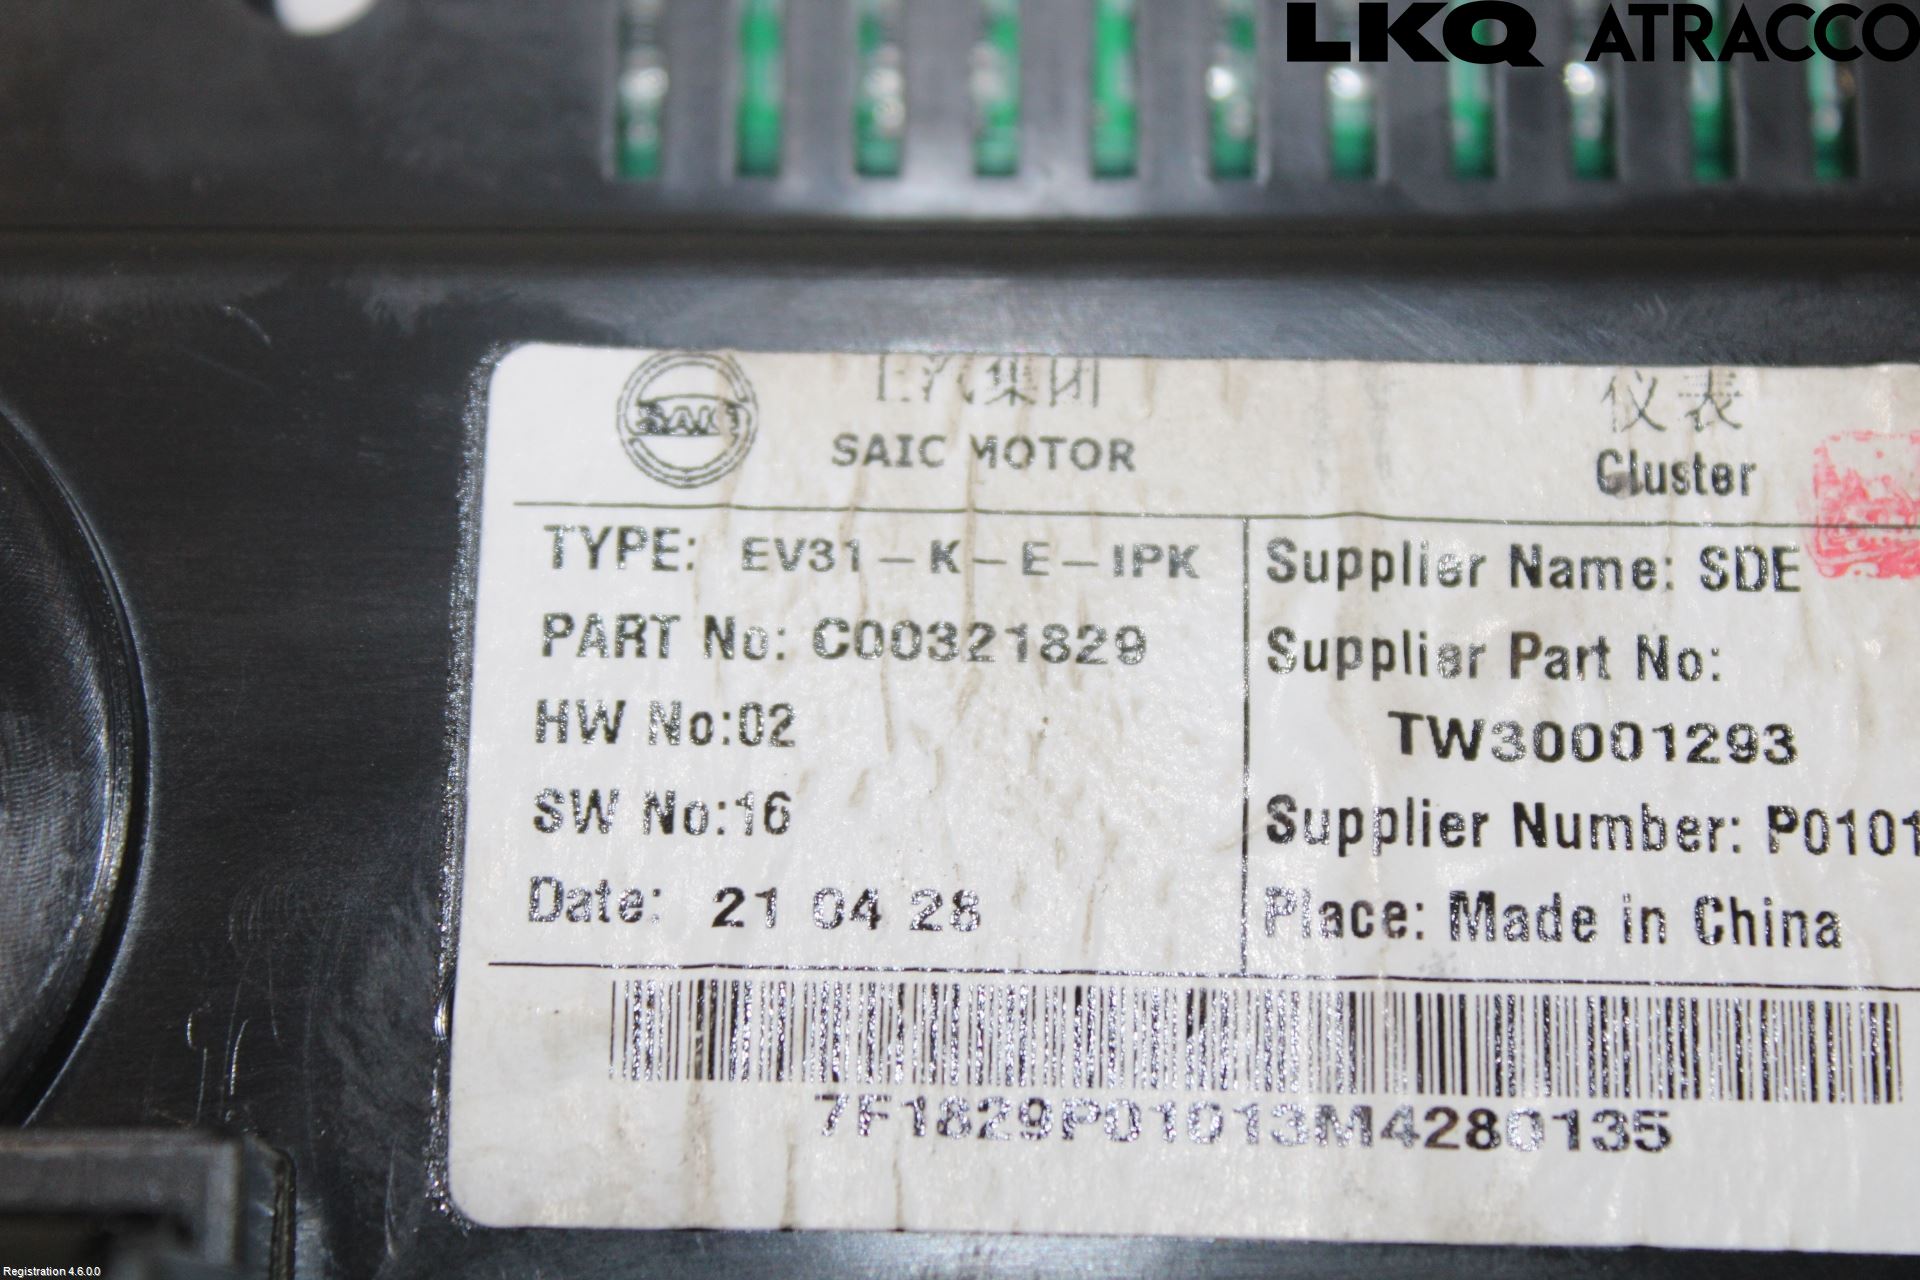 LKQ ATRACCO
上汽集团
仪表
SAIC
SAIC MOTOR
Cluster
TYPE: EV31-K-E-IPK
Supplier Name: SDE
PART No: C00321829
Supplier Part No:
HW No:02
TW30001293
SW No:16
Supplier Number: P0101
Date: 21 04 28
Place: Made in China
7F1829P01013M4280135
Registration 4.6.0.0